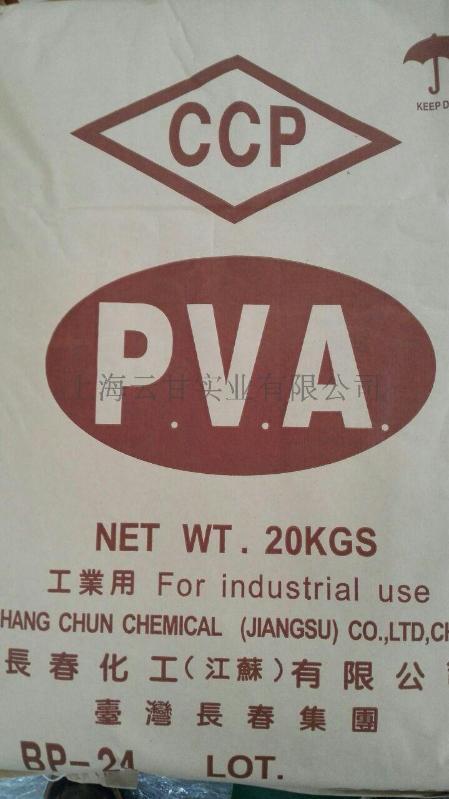 CCP
KEEP D
P.V.A.
上海云甘实业有限公司
NET WT. 20KGS
工業用 For industrial use
HANG CHUN CHEMICAL (JIANGSU) CO.,LTD,CH
長春化工(江蘇)有限公
臺灣長春集團
BP-24 LOT.